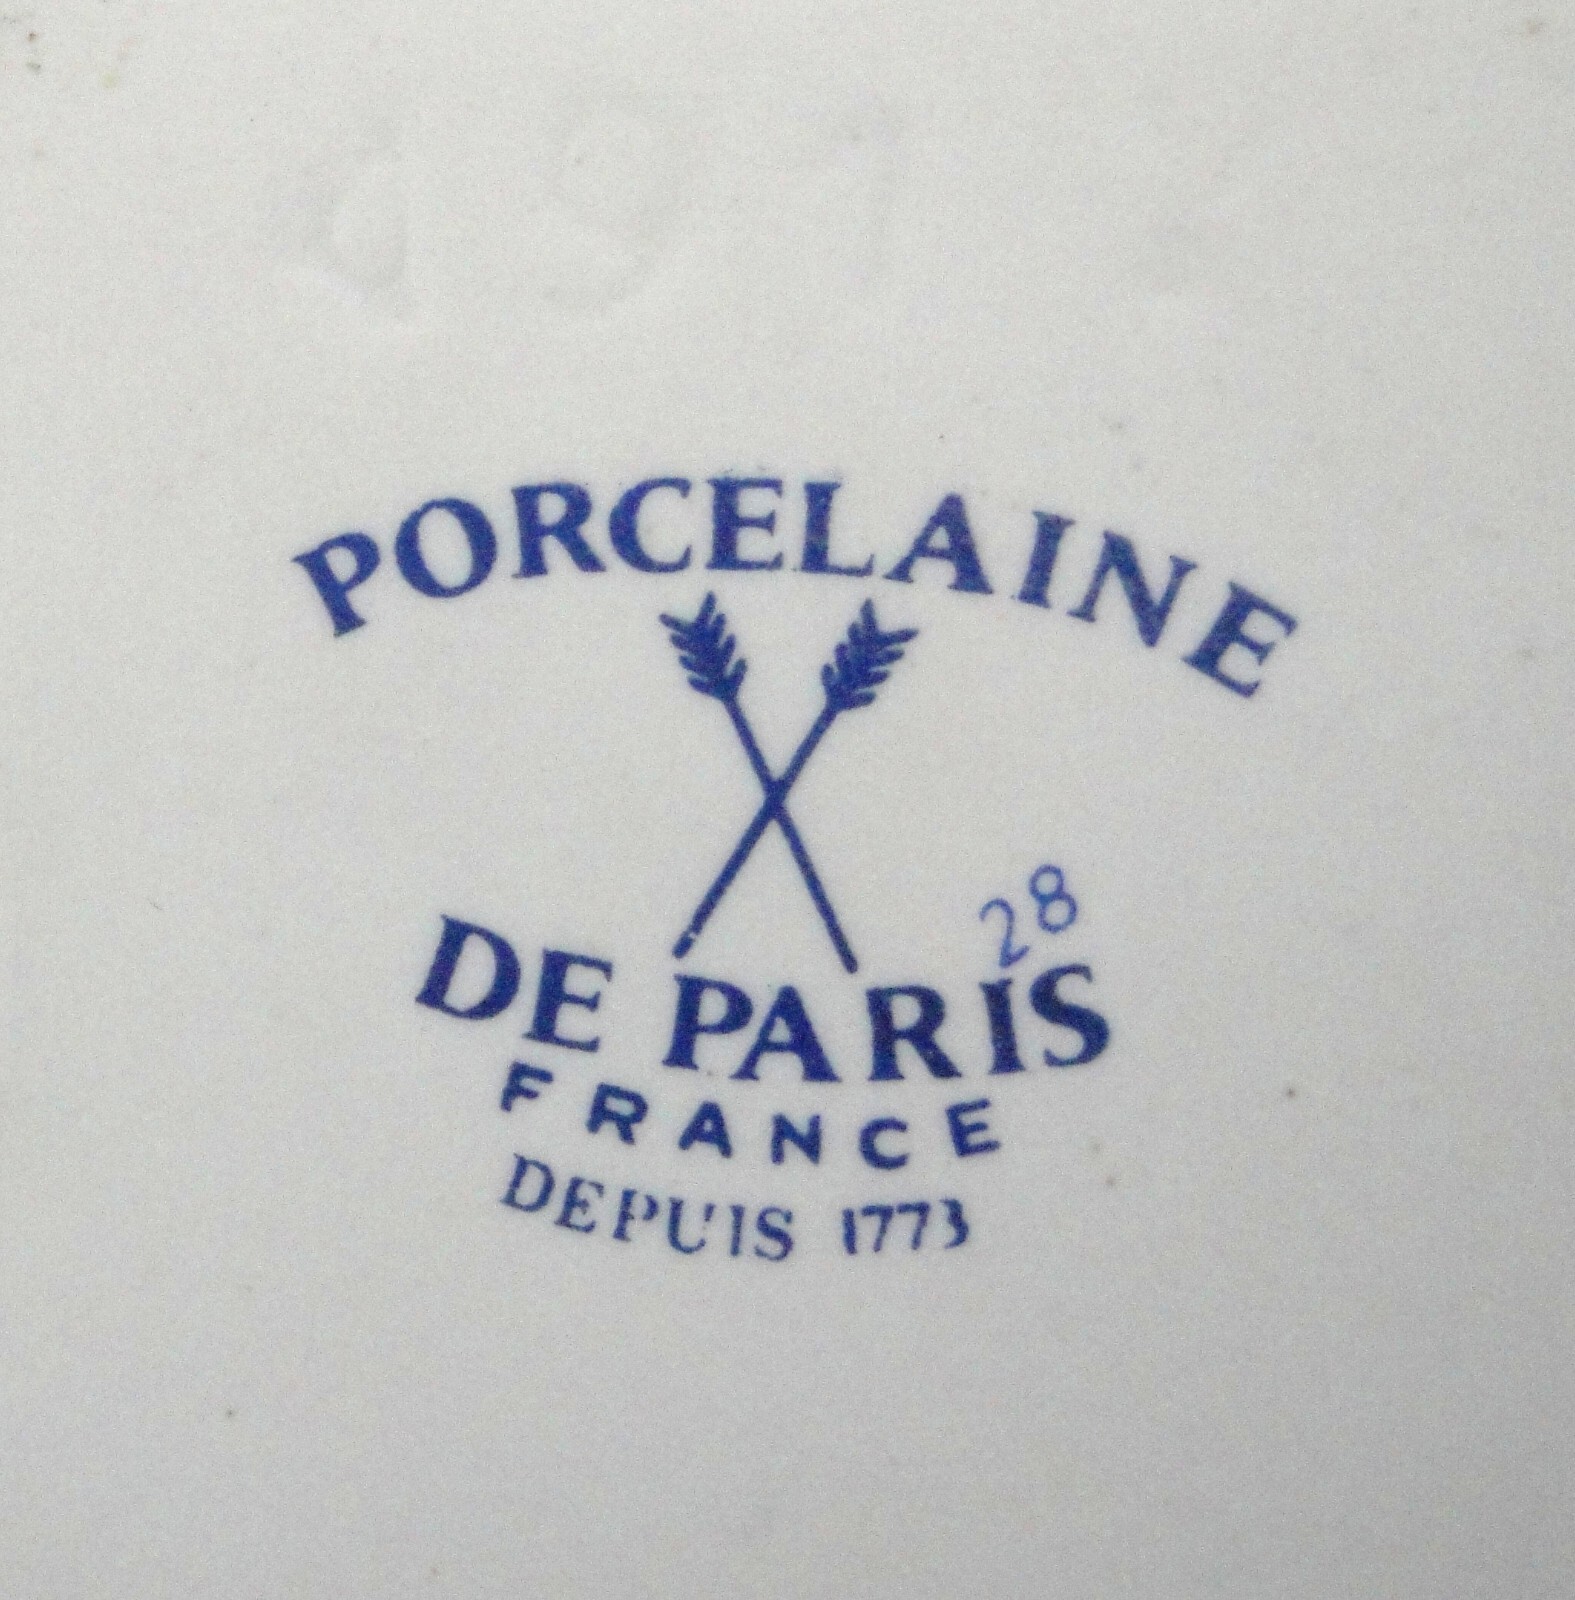 PORCELAINE
28
DE PARIS
FRANCE
DEPUIS 1773